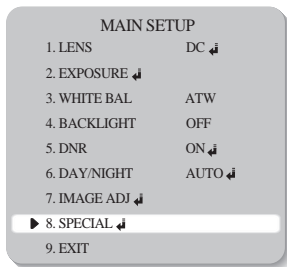 MAIN SETUP
1. LENS DC ↲
2. EXPOSURE ↲
3. WHITE BAL ATW
4. BACKLIGHT OFF
5. DNR ON ↲
6. DAY/NIGHT AUTO ↲
7. IMAGE ADJ ↲
▶ 8. SPECIAL ↲
9. EXIT